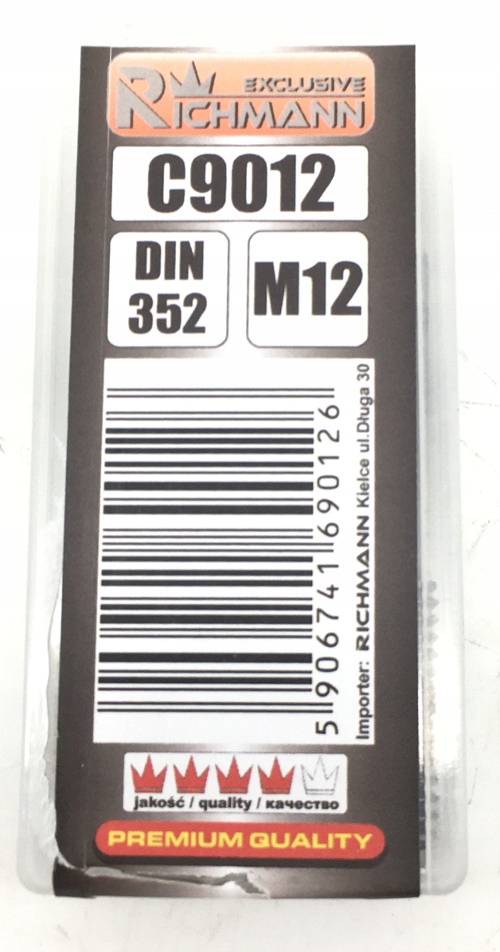 EXCLUSIVE
RICHMANN
C9012
DIN
352
M12
5 906741 690126
Importer: RICHMANN Kielce ul.Długa 30
jakość / quality / качество
PREMIUM QUALITY